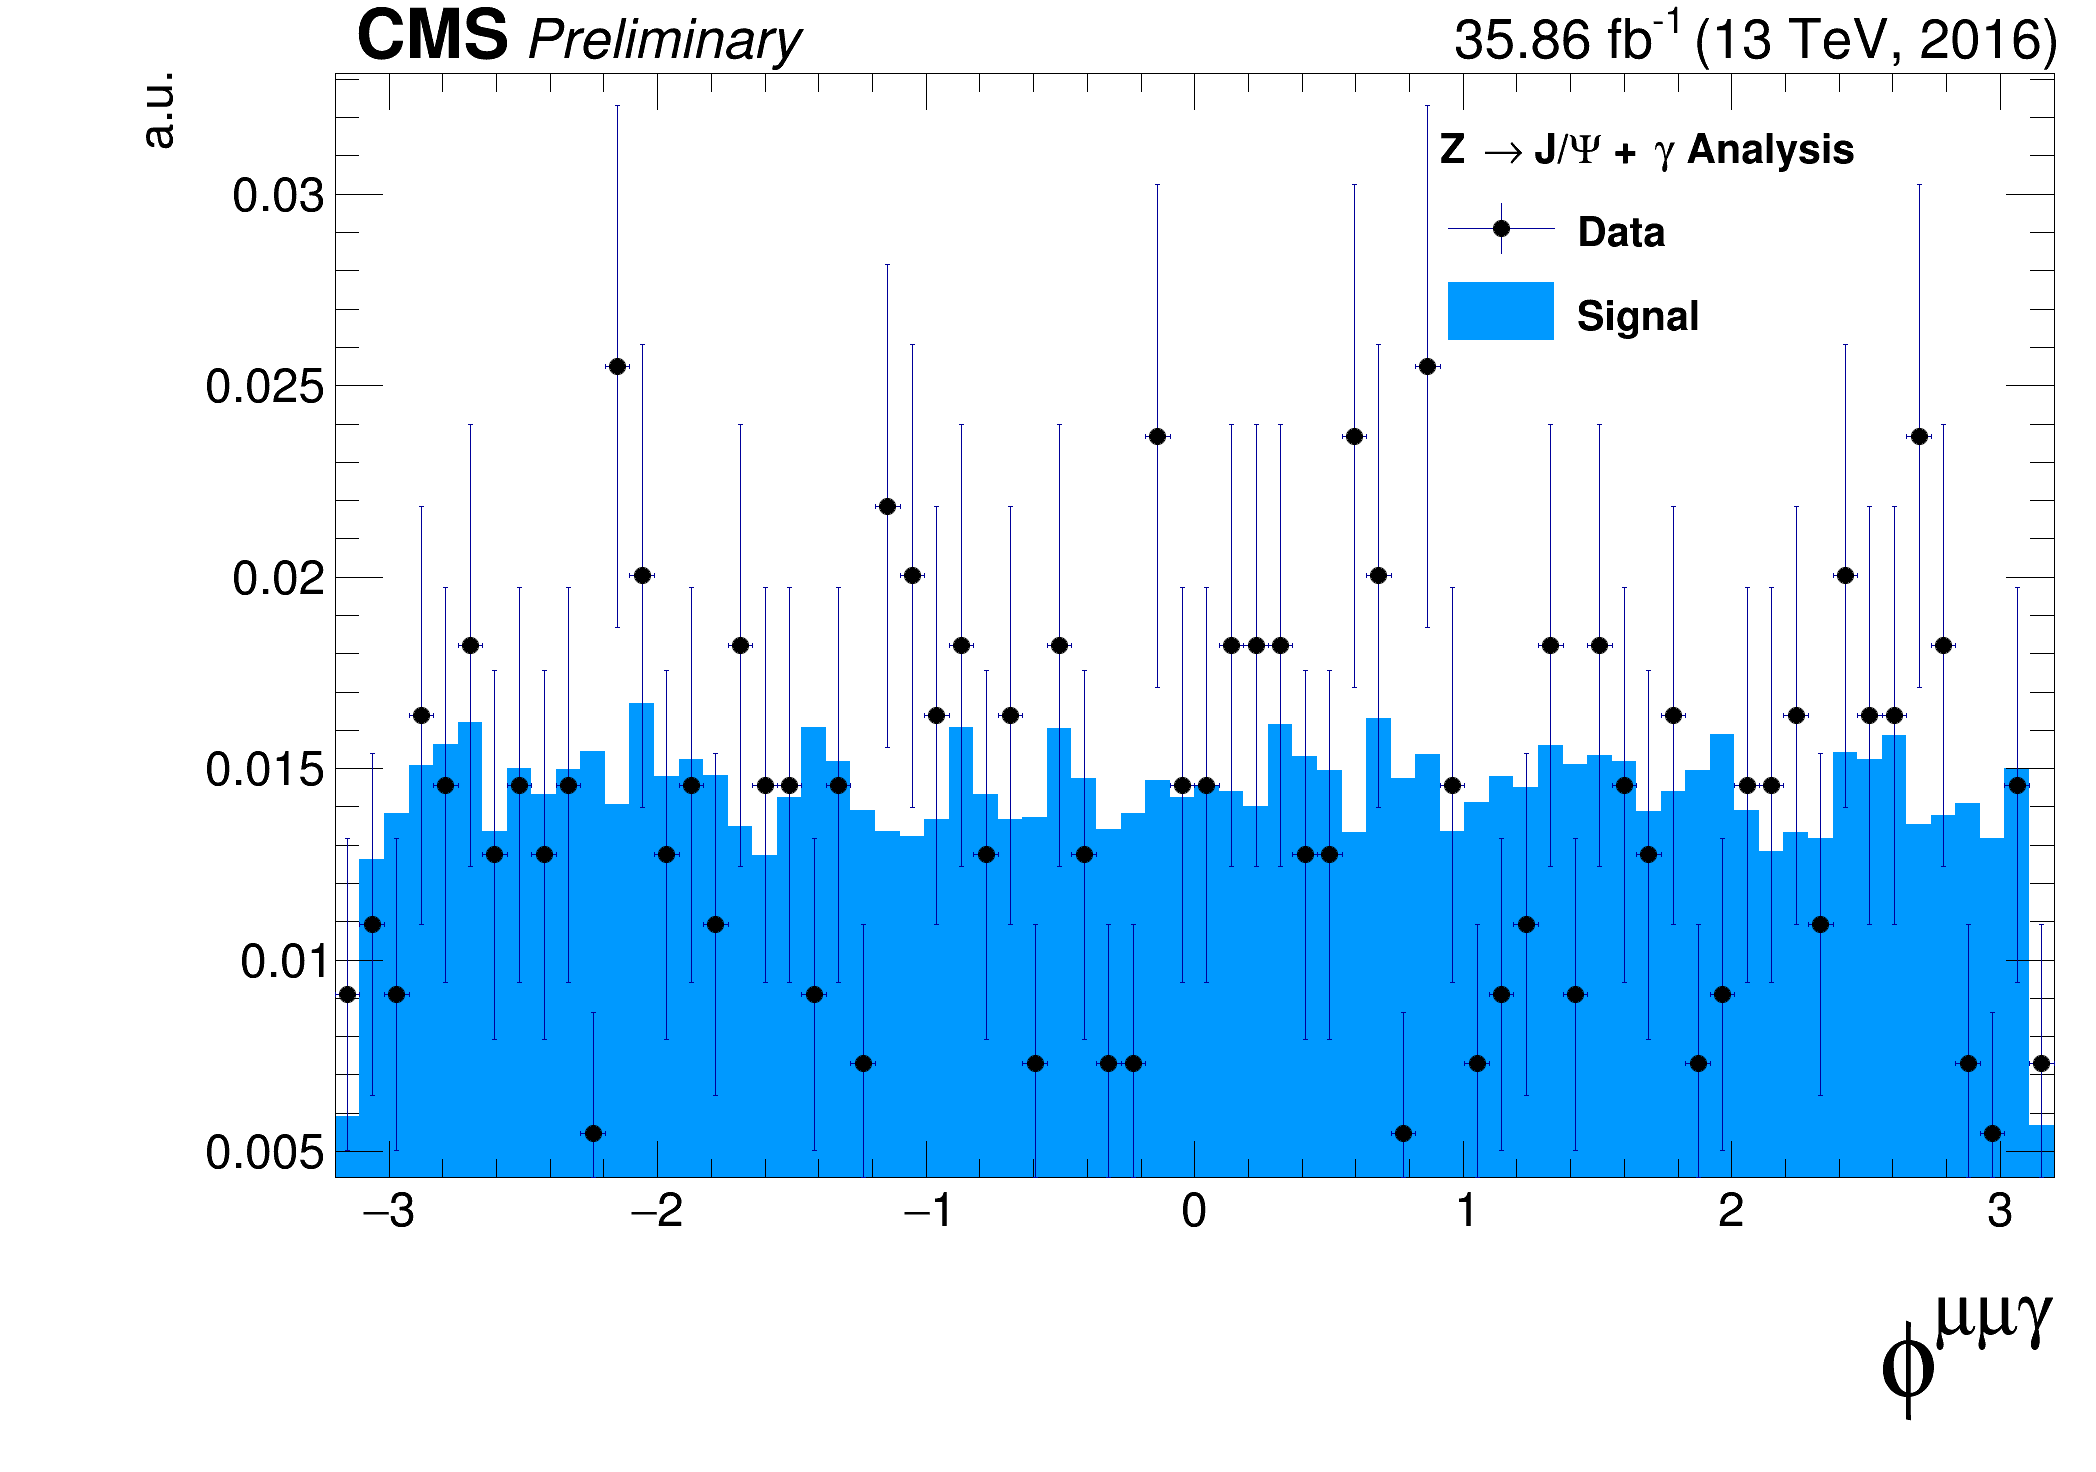 CMS Preliminary 35.86 fb⁻¹ (13 TeV, 2016)
a.u.
Z → J/Ψ + γ Analysis
Data
Signal
0.03
0.025
0.02
0.015
0.01
0.005
−3 −2 −1 0 1 2 3
ϕ^μμγ